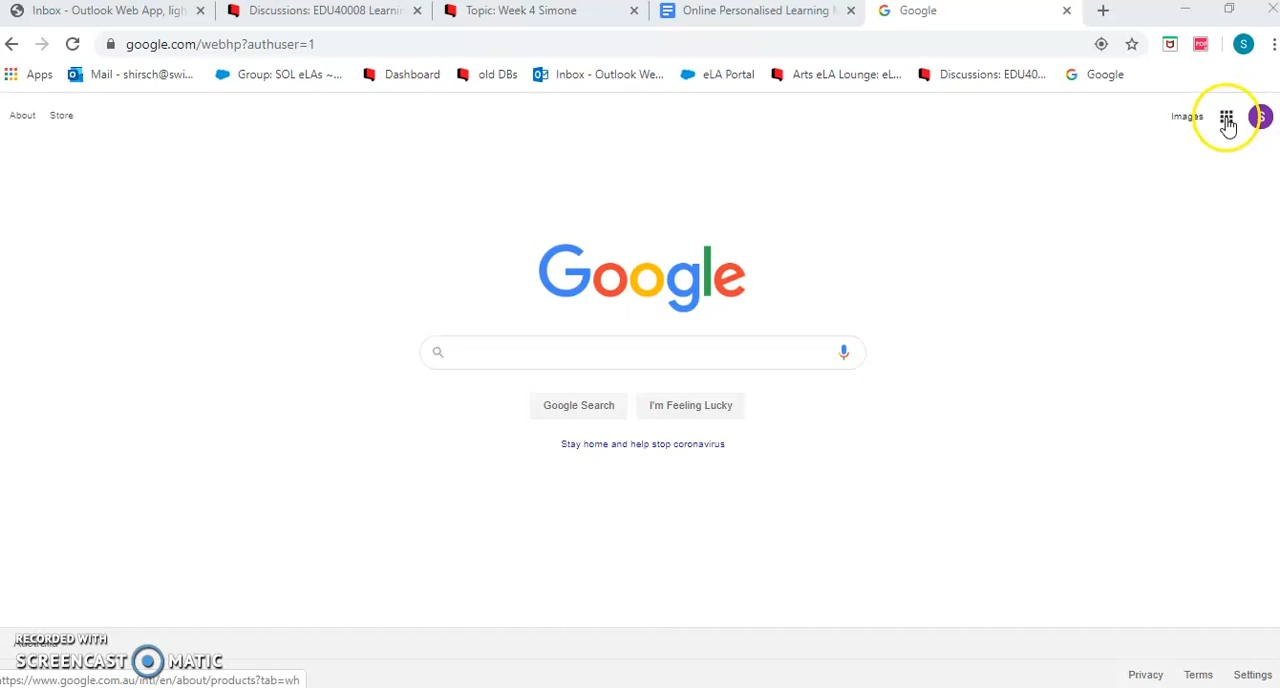 Inbox - Outlook Web App, ligh
Discussions: EDU40008 Learnin
Topic: Week 4 Simone
Online Personalised Learning
Google
google.com/webhp?authuser=1
S
Apps
Mail - shirsch@swi...
Group: SOL eLAs ~...
Dashboard
old DBs
Inbox - Outlook We...
eLA Portal
Arts eLA Lounge: eL...
Discussions: EDU40...
Google
About
Store
Images
S
Google
Google Search
I'm Feeling Lucky
Stay home and help stop coronavirus
Australia
RECORDED WITH
SCREENCAST MATIC
https://www.google.com.au/intl/en/about/products?tab=wh
Privacy
Terms
Settings